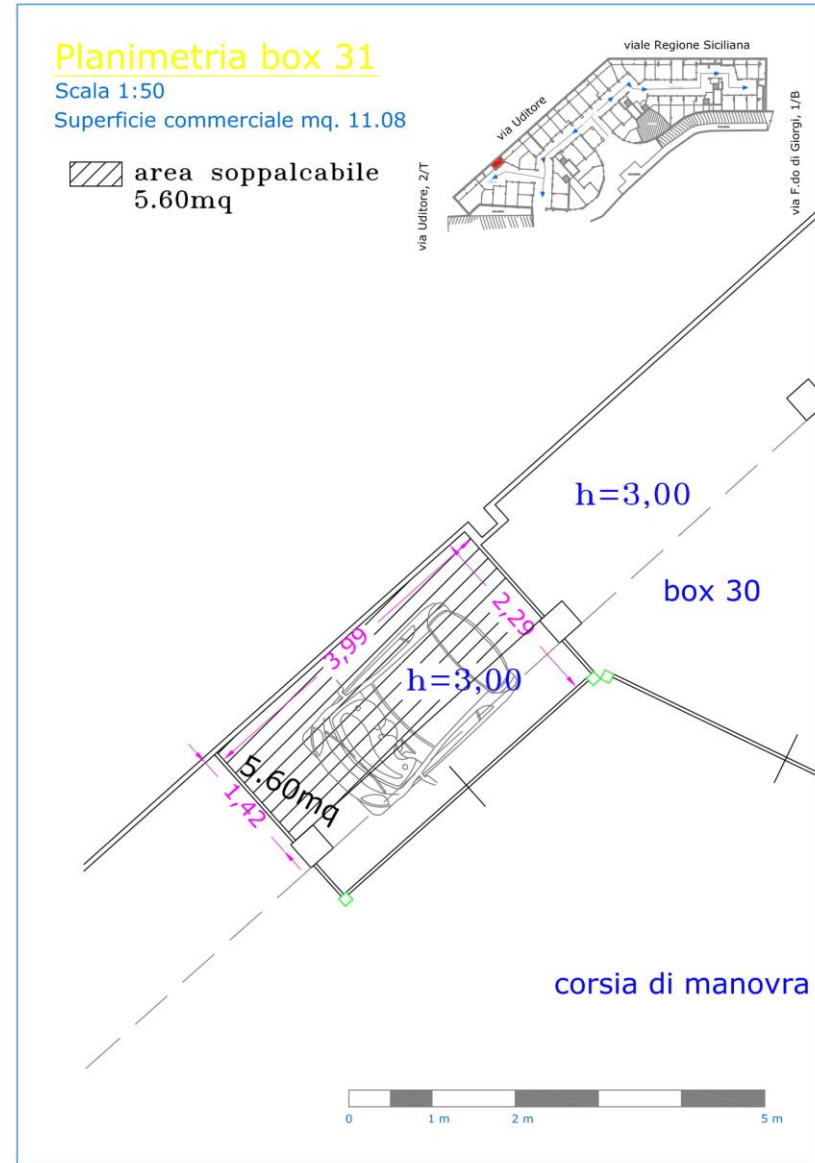 Planimetria box 31
Scala 1:50
Superficie commerciale mq. 11.08
area soppalcabile
5.60mq
viale Regione Siciliana
via Uditore
via Uditore, 2/T
via F.do di Giorgi, 1/B
h=3,00
box 30
2,29
3,99
h=3,00
5.60mq
1,42
corsia di manovra
0
1 m
2 m
5 m